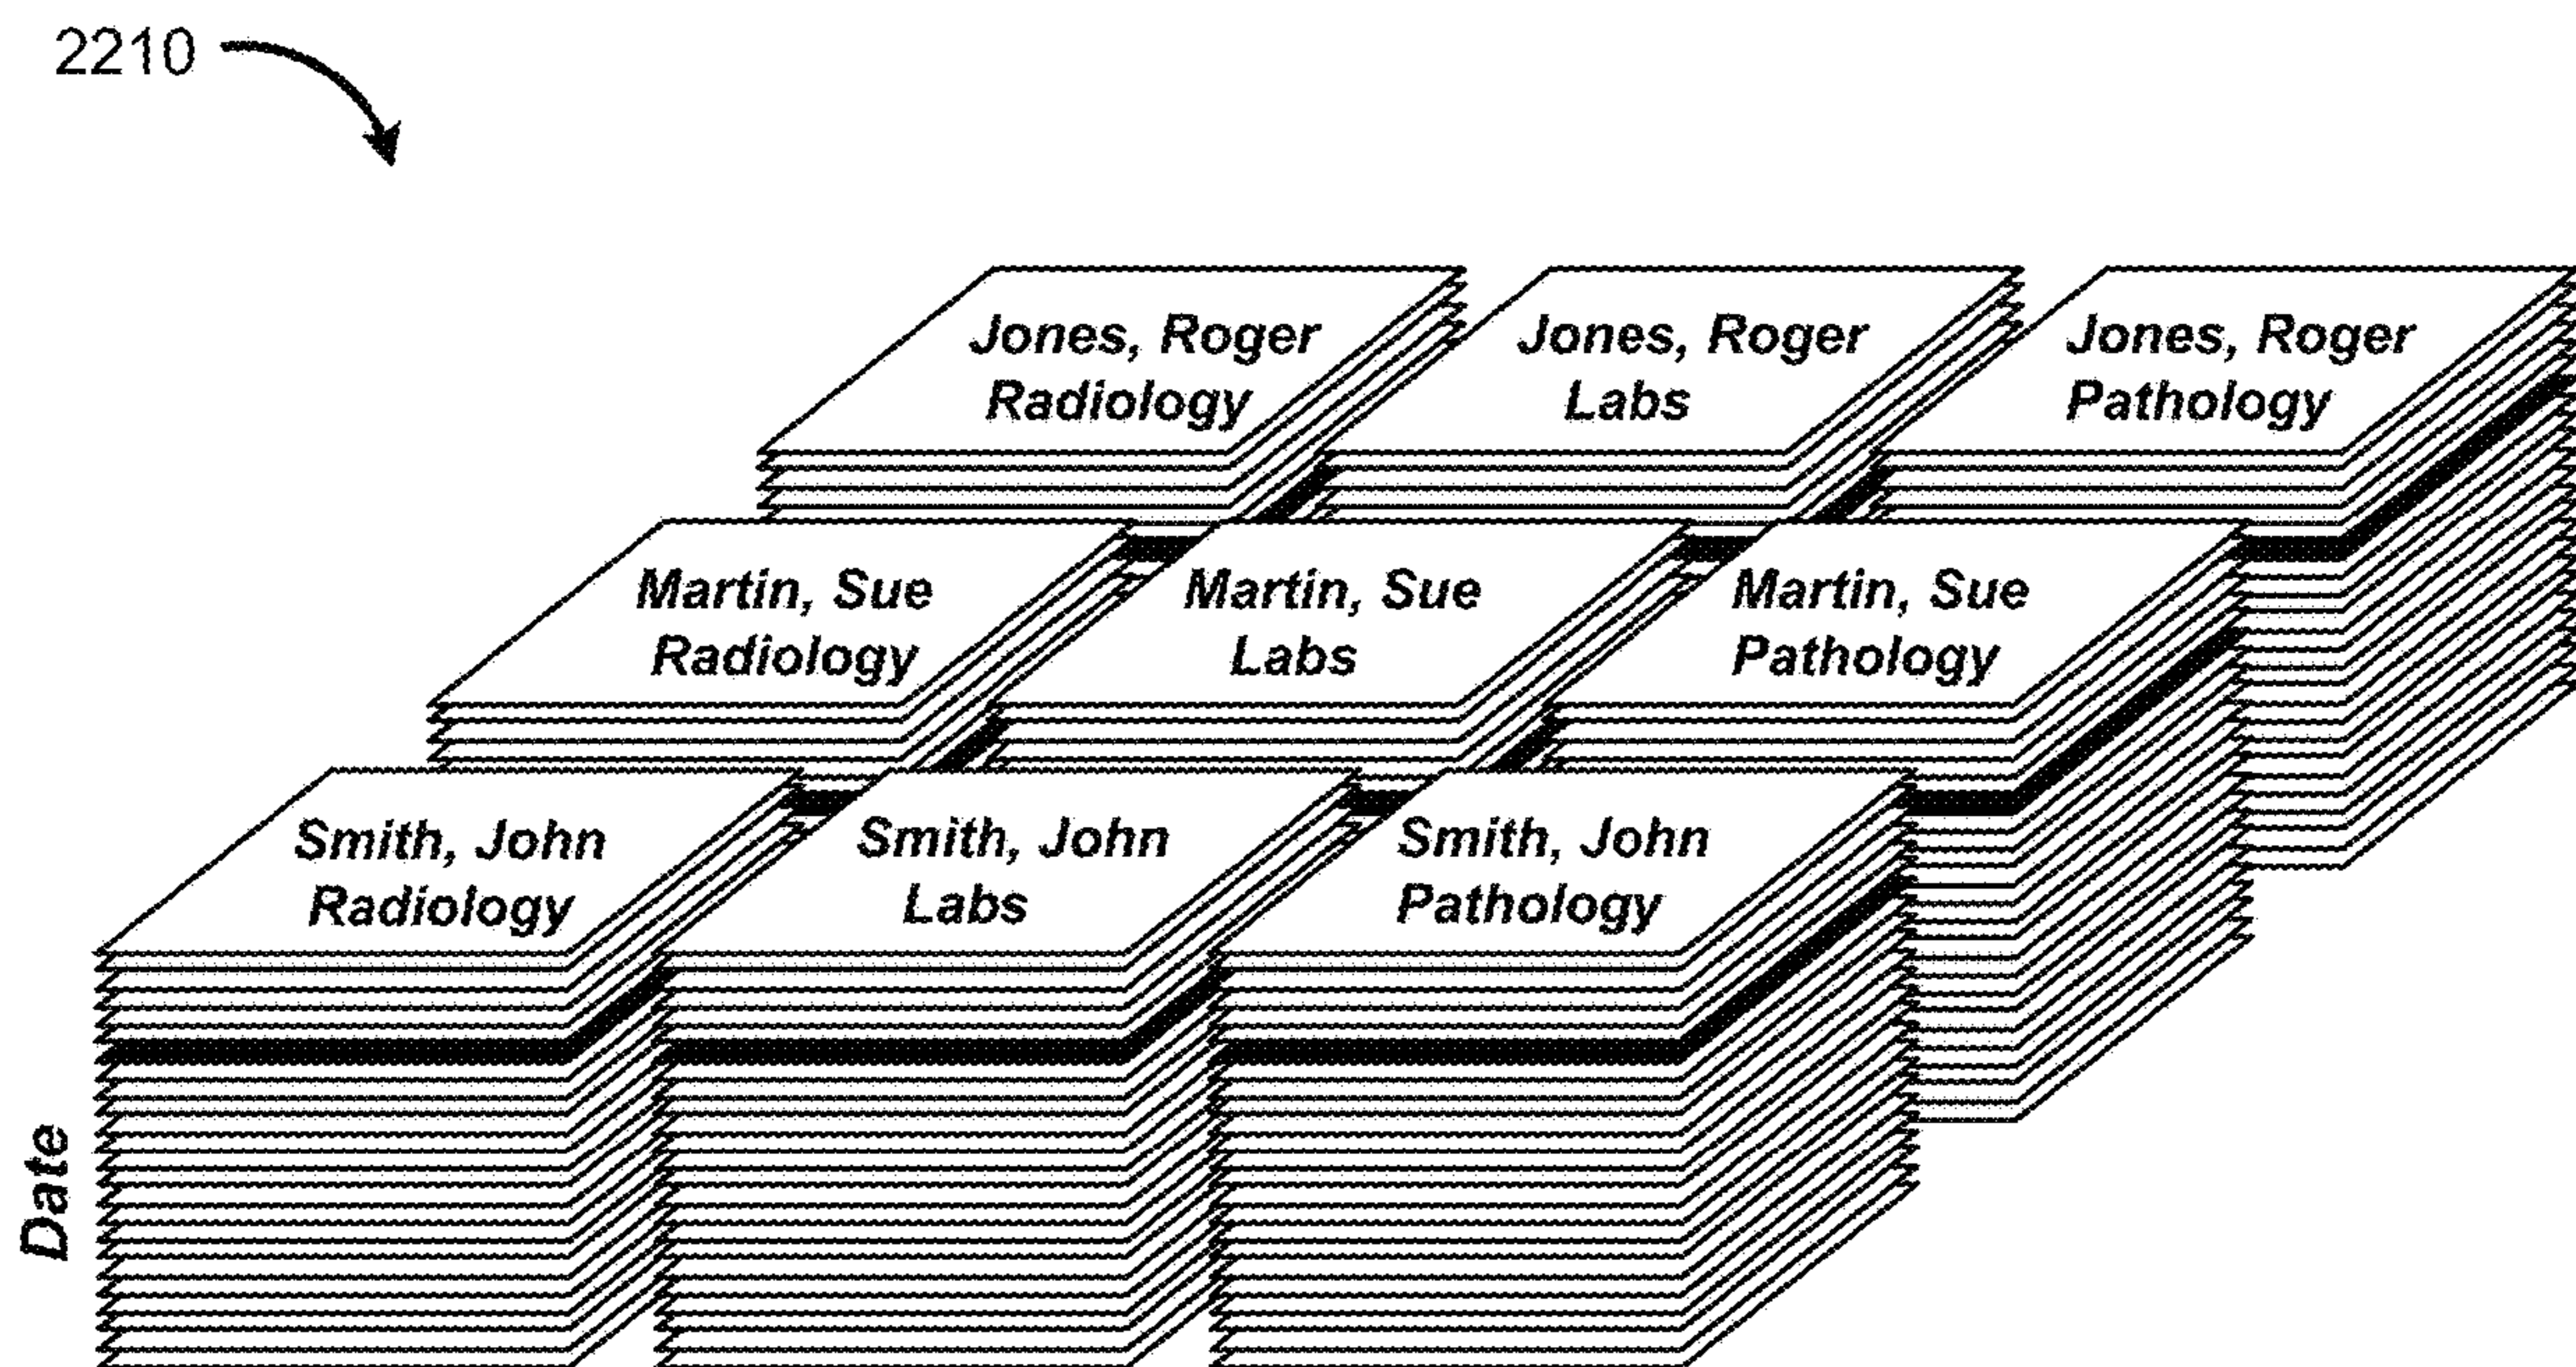 2210
Jones, Roger
Radiology
Jones, Roger
Labs
Jones, Roger
Pathology
Martin, Sue
Radiology
Martin, Sue
Labs
Martin, Sue
Pathology
Smith, John
Radiology
Smith, John
Labs
Smith, John
Pathology
Date